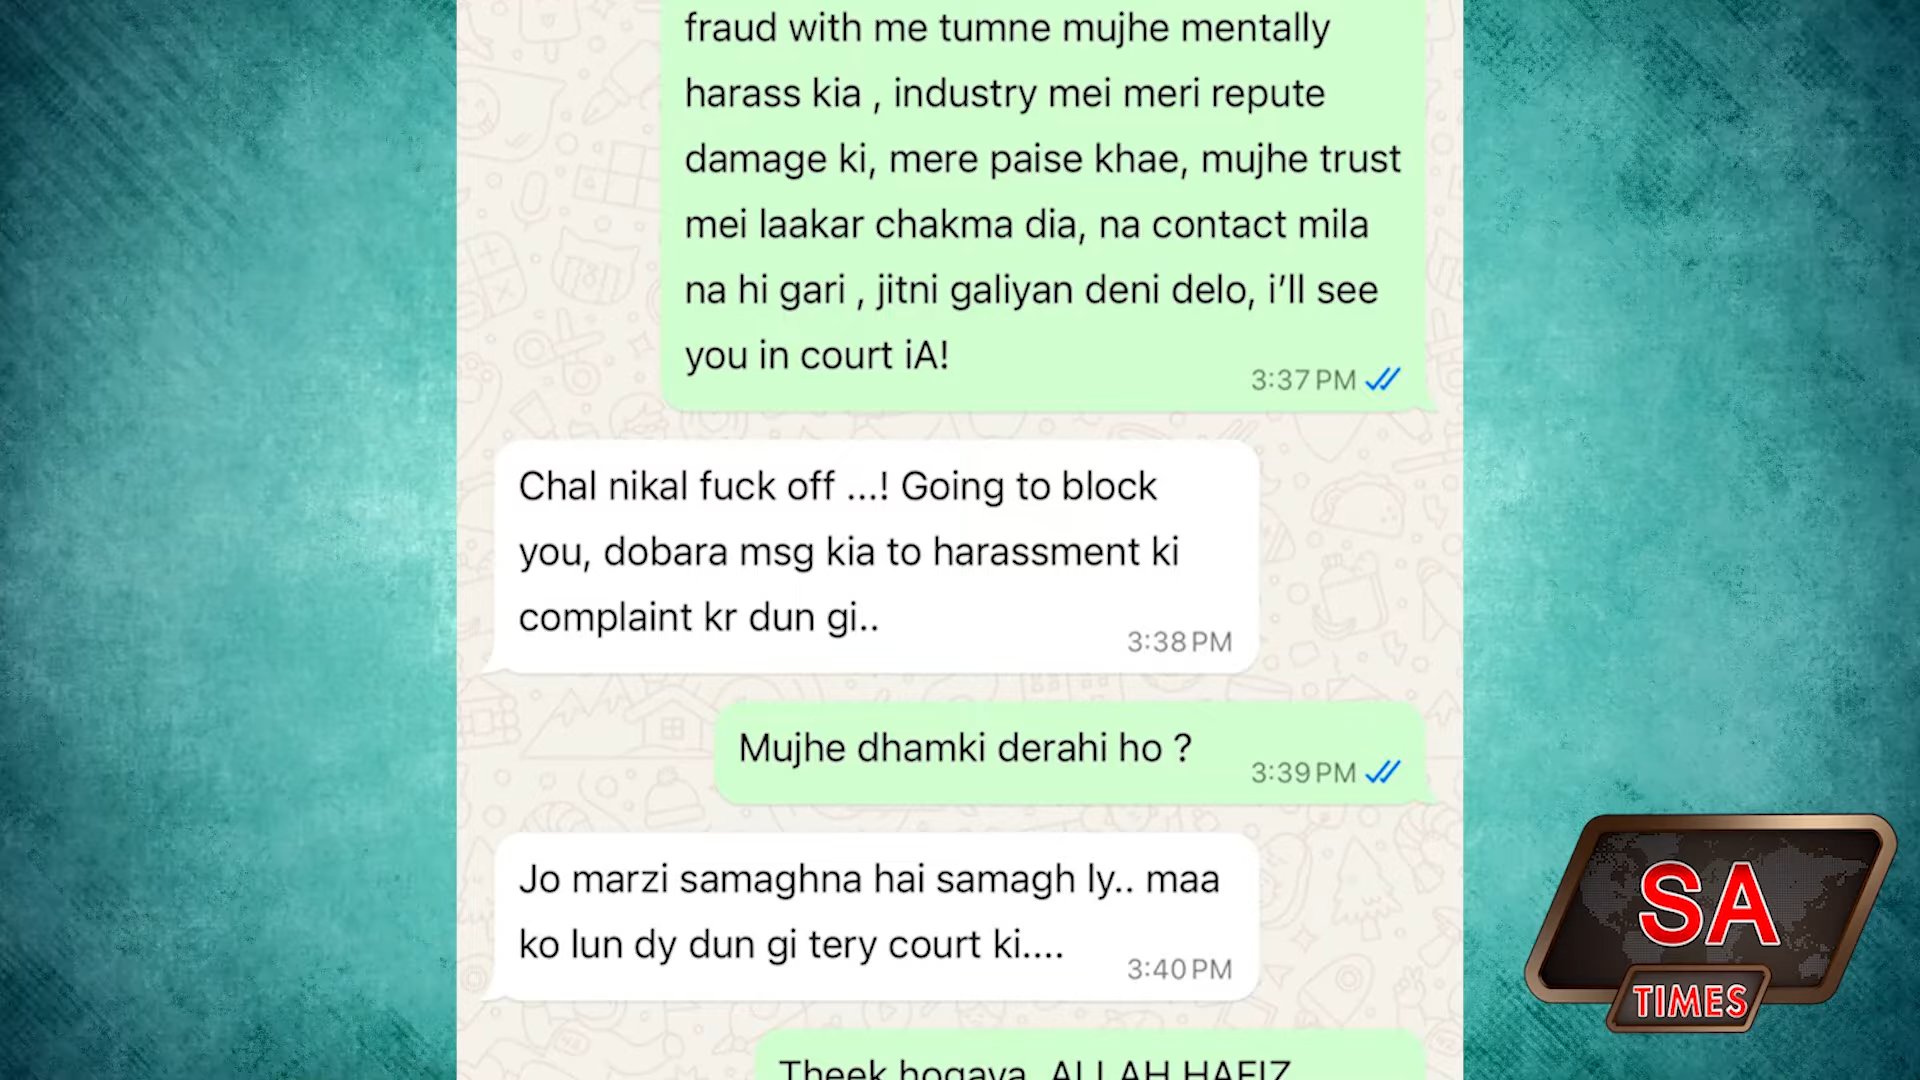 fraud with me tumne mujhe mentally
harass kia , industry mei meri repute
damage ki, mere paise khae, mujhe trust
mei laakar chakma dia, na contact mila
na hi gari , jitni galiyan deni delo, i’ll see
you in court iA!
3:37 PM
Chal nikal fuck off ...! Going to block
you, dobara msg kia to harassment ki
complaint kr dun gi..
3:38 PM
Mujhe dhamki derahi ho ?
3:39 PM
Jo marzi samaghna hai samagh ly.. maa
ko lun dy dun gi tery court ki....
3:40 PM
Theek hogaya, ALLAH HAFIZ
SA
TIMES